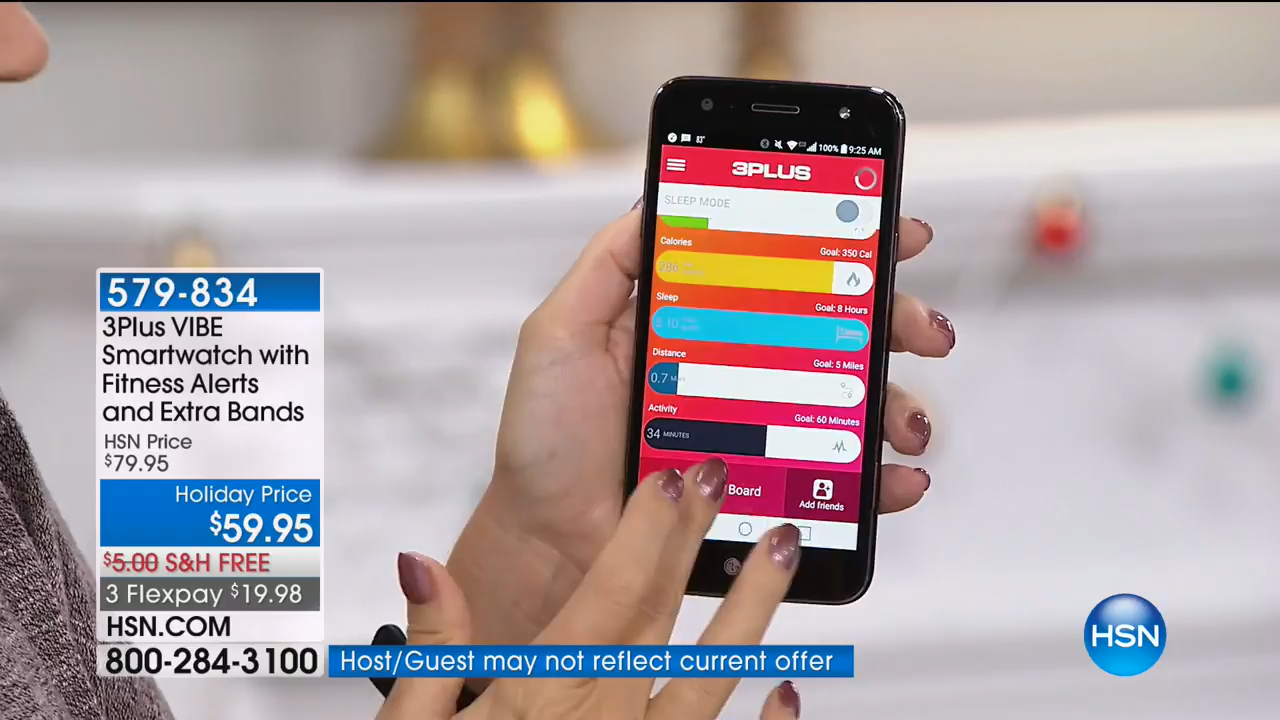 579-834
3Plus VIBE
Smartwatch with
Fitness Alerts
and Extra Bands
HSN Price
$79.95
Holiday Price
$59.95
$5.00 S&H FREE
3 Flexpay $19.98
HSN.COM
800-284-3100
Host/Guest may not reflect current offer
HSN
83°
100%
9:25 AM
3PLUS
SLEEP MODE
Calories
Goal: 350 Cal
286
Sleep
Goal: 8 Hours
Distance
Goal: 5 Miles
0.7
Activity
Goal: 60 Minutes
34 MINUTES
Board
Add friends
LG